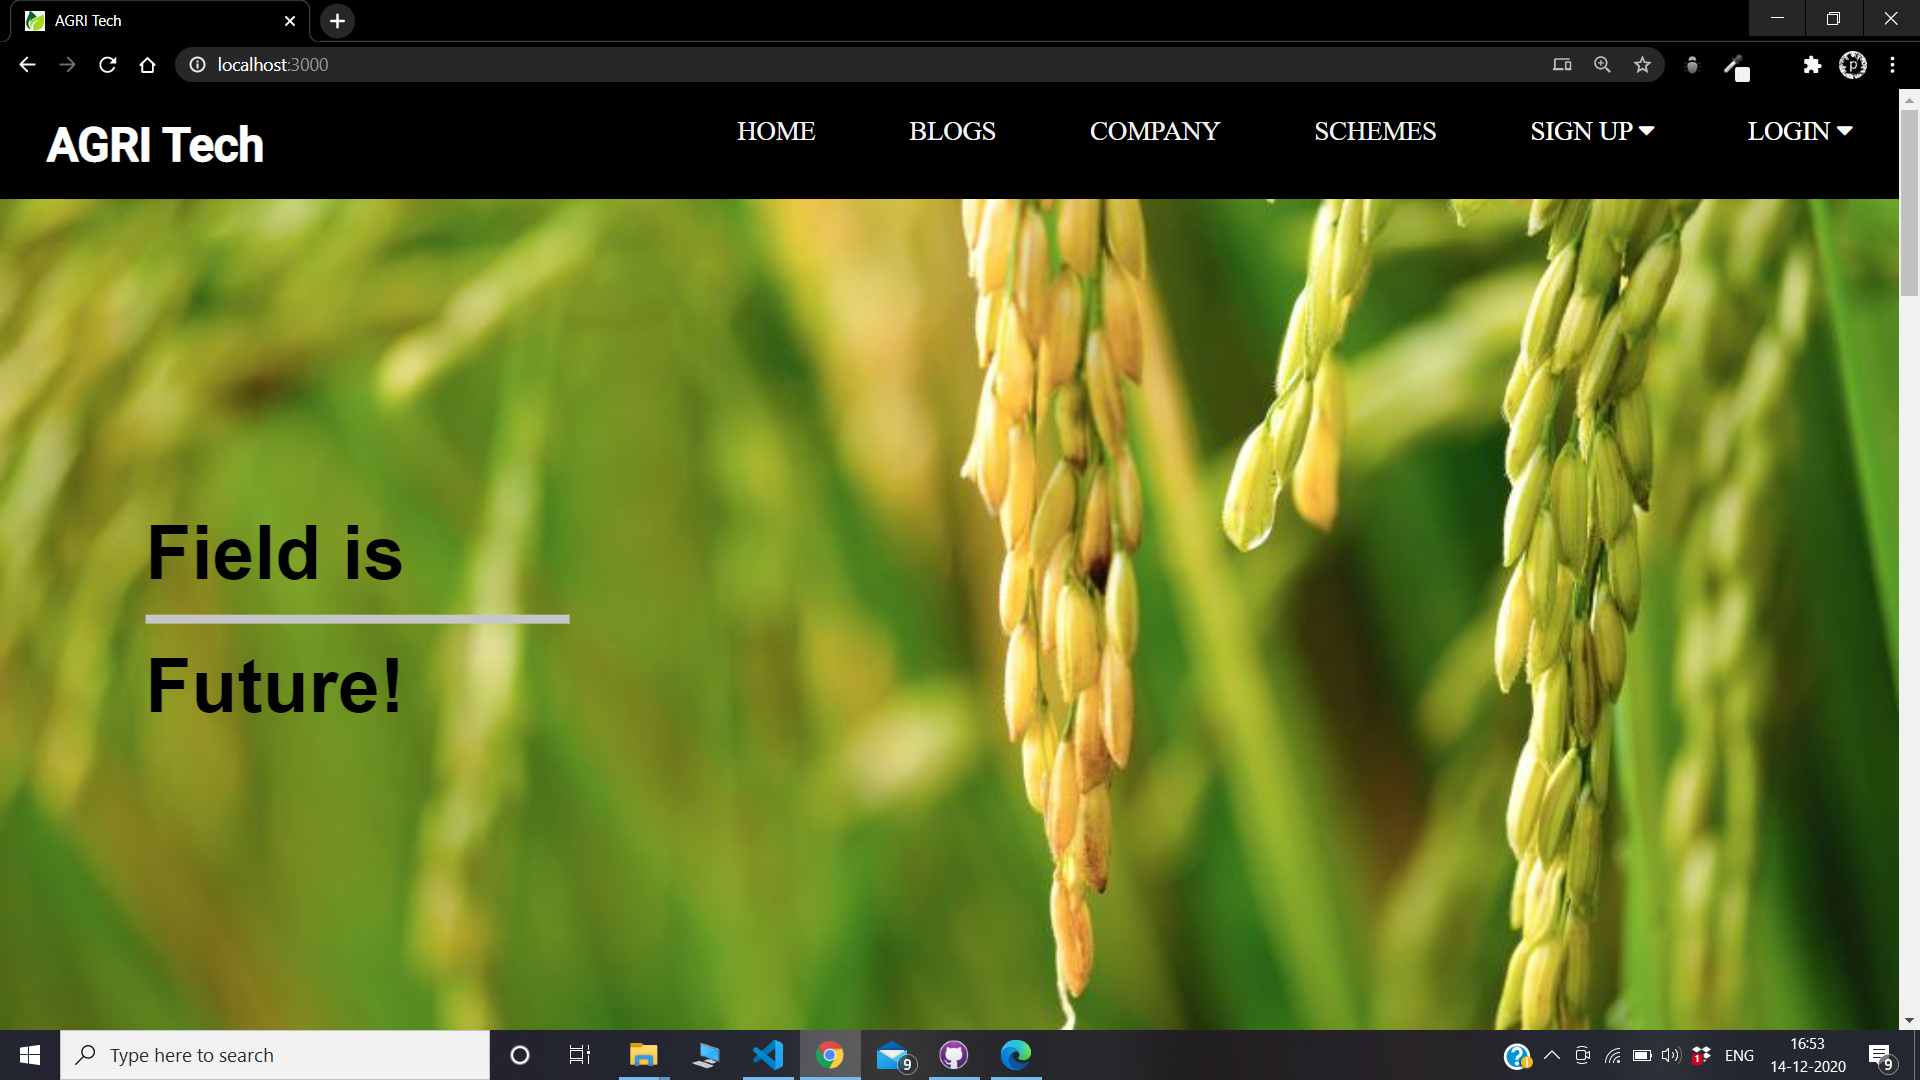 AGRI Tech
localhost:3000
p
AGRI Tech
HOME BLOGS COMPANY SCHEMES SIGN UP LOGIN
Field is
Future!
Type here to search
9
1
ENG
16:53
14-12-2020
9